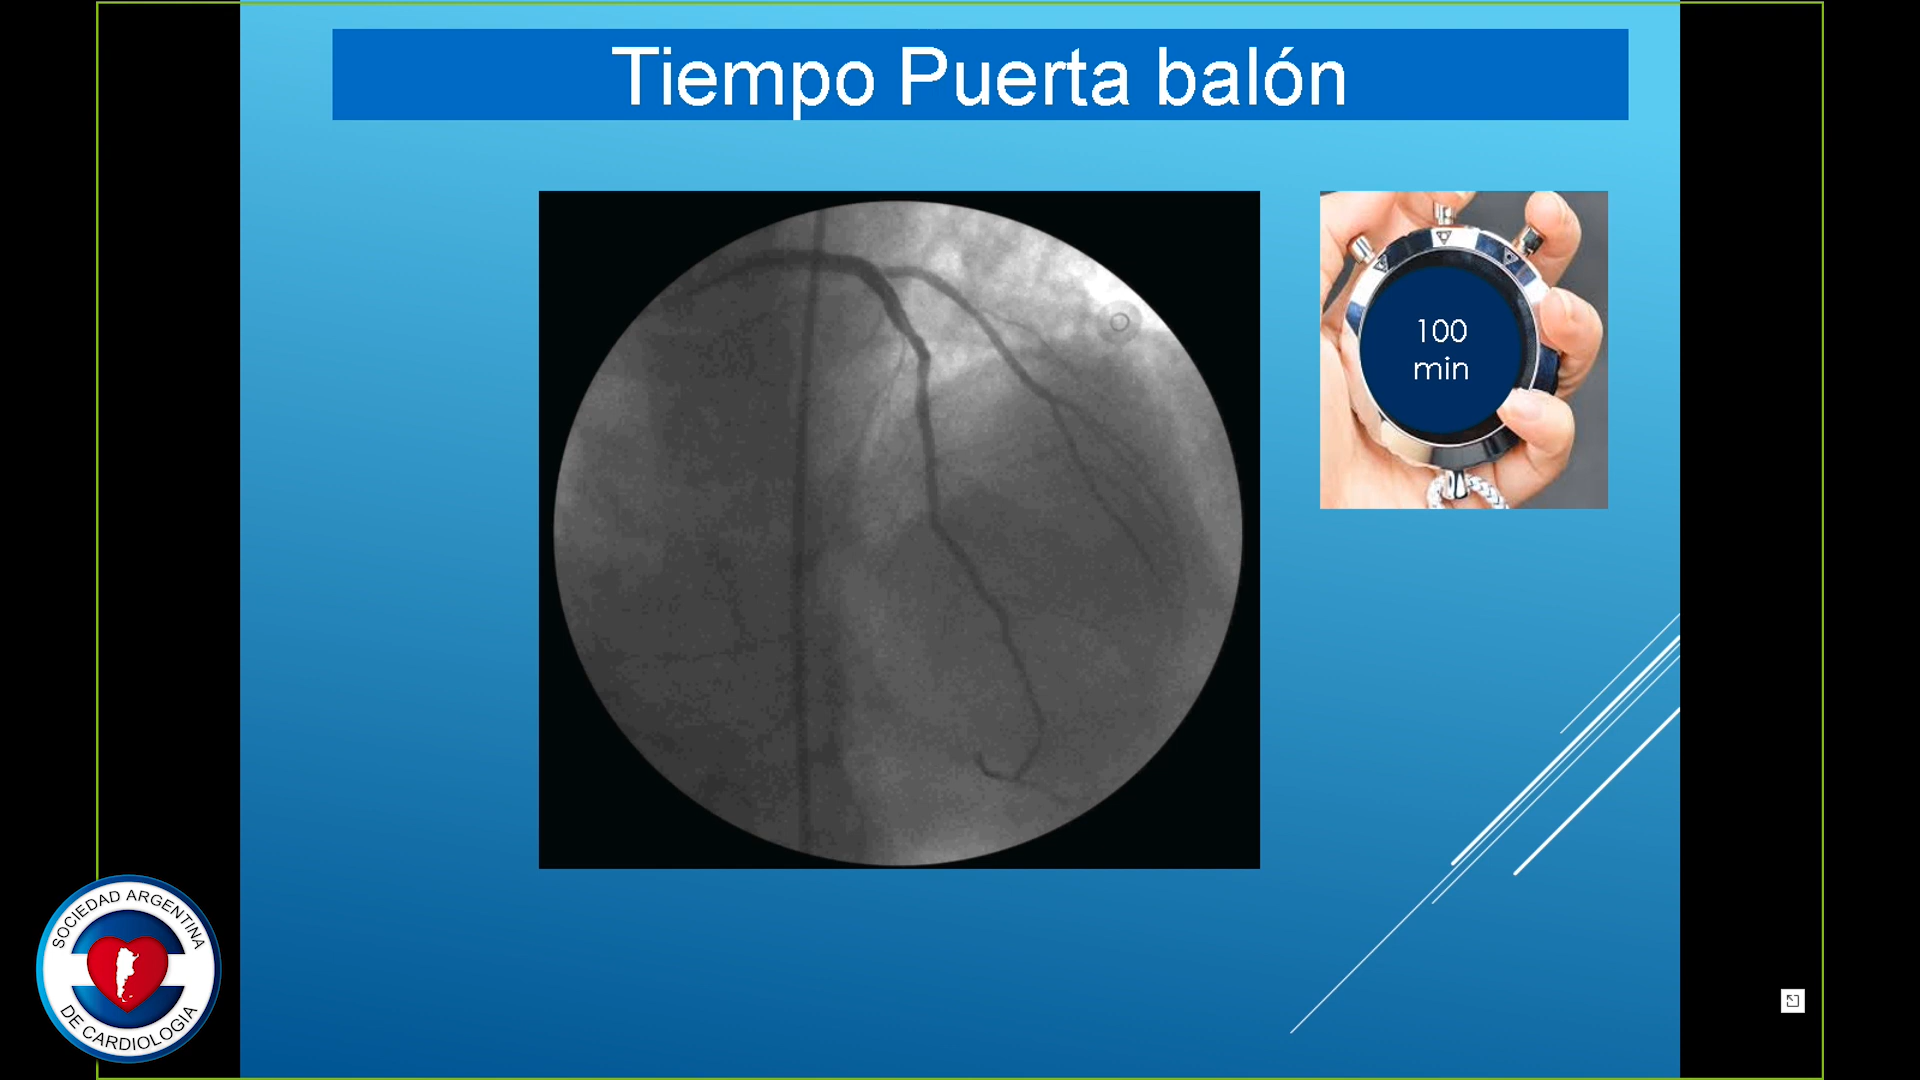 Tiempo Puerta balón
100
min
SOCIEDAD ARGENTINA
DE CARDIOLOGIA